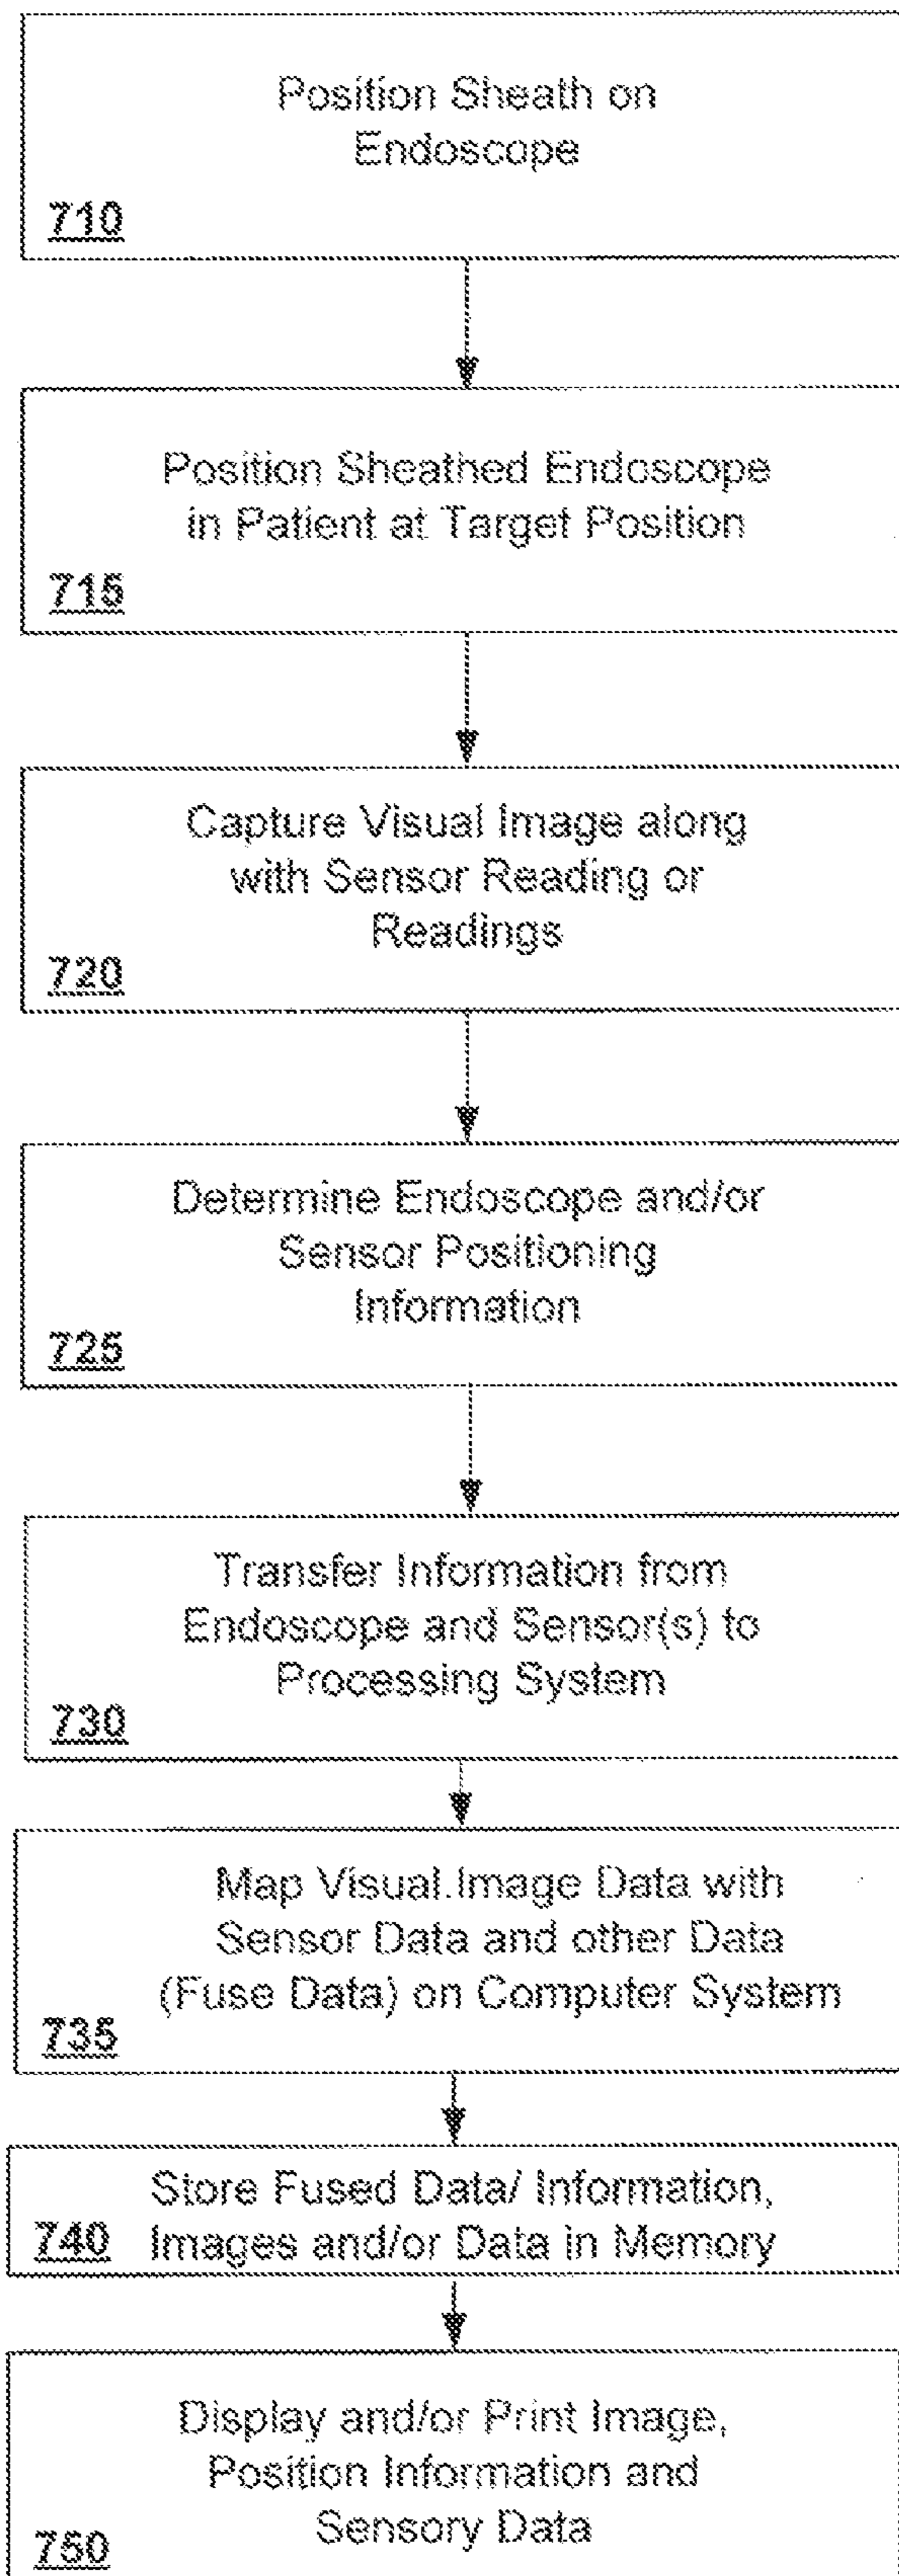 Position Sheath on
Endoscope
710
Position Sheathed Endoscope
in Patient at Target Position
715
Capture Visual Image along
with Sensor Reading or
Readings
720
Determine Endoscope and/or
Sensor Positioning
Information
725
Transfer Information from
Endoscope and Sensor(s) to
Processing System
730
Map Visual.Image Data with
Sensor Data and other Data
(Fuse Data) on Computer System
735
Store Fused Data/ Information,
740 Images and/or Data in Memory
Display and/or Print Image,
Position Information and
Sensory Data
750